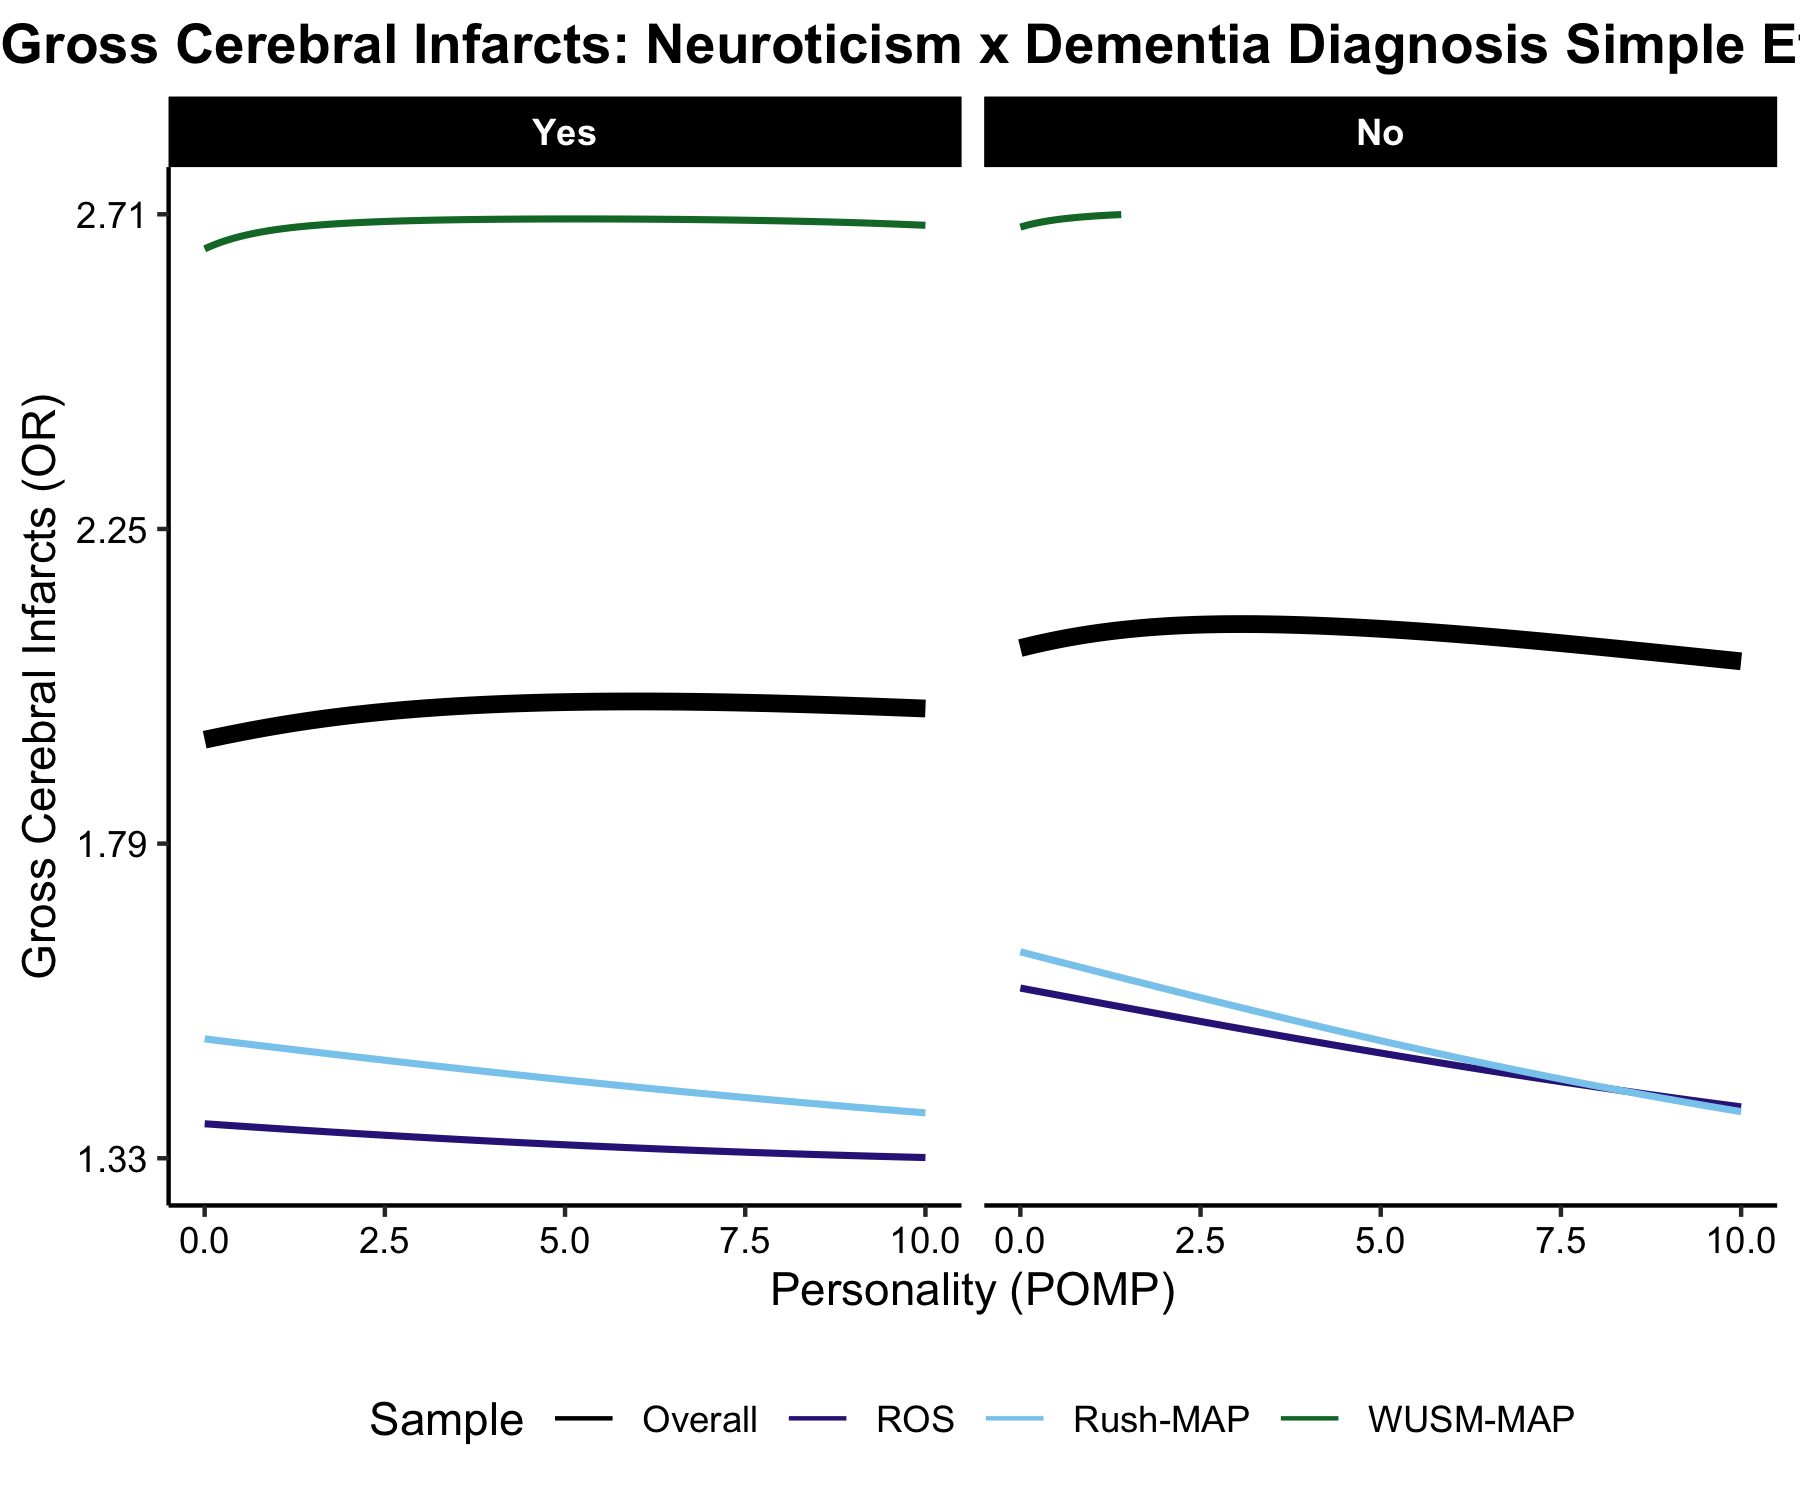 Gross Cerebral Infarcts: Neuroticism x Dementia Diagnosis Simple
Yes
No
Gross Cerebral Infarcts (OR)
2.71
2.25
1.79
1.33
0.0 2.5 5.0 7.5 10.0 0.0 2.5 5.0 7.5 10.0
Personality (POMP)
Sample Overall ROS Rush-MAP WUSM-MAP